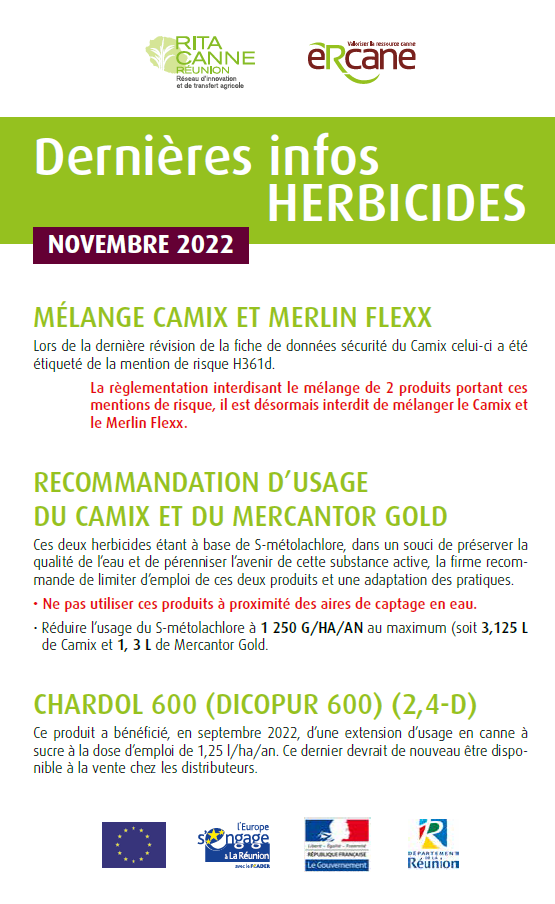 RITA
CANNE
RÉUNION
Réseau d'innovation
et de transfert agricole
Valoriser la ressource canne
eRcane
Dernières infos
HERBICIDES
NOVEMBRE 2022
MÉLANGE CAMIX ET MERLIN FLEXX
Lors de la dernière révision de la fiche de données sécurité du Camix celui-ci a été
étiqueté de la mention de risque H361d.
La règlementation interdisant le mélange de 2 produits portant ces
mentions de risque, il est désormais interdit de mélanger le Camix et
le Merlin Flexx.
RECOMMANDATION D'USAGE
DU CAMIX ET DU MERCANTOR GOLD
Ces deux herbicides étant à base de S-métolachlore, dans un souci de préserver la
qualité de l'eau et de pérenniser l'avenir de cette substance active, la firme recom-
mande de limiter d'emploi de ces deux produits et une adaptation des pratiques.
• Ne pas utiliser ces produits à proximité des aires de captage en eau.
• Réduire l'usage du S-métolachlore à 1 250 G/HA/AN au maximum (soit 3,125 L
de Camix et 1, 3 L de Mercantor Gold.
CHARDOL 600 (DICOPUR 600) (2,4-D)
Ce produit a bénéficié, en septembre 2022, d'une extension d'usage en canne à
sucre à la dose d'emploi de 1,25 l/ha/an. Ce dernier devrait de nouveau être dispo-
nible à la vente chez les distributeurs.
l'Europe
s'engage
à La Réunion
avec le FEADER
Liberté • Égalité • Fraternité
RÉPUBLIQUE FRANÇAISE
Le Gouvernement
DÉPARTEMENT
DE LA
Réunion